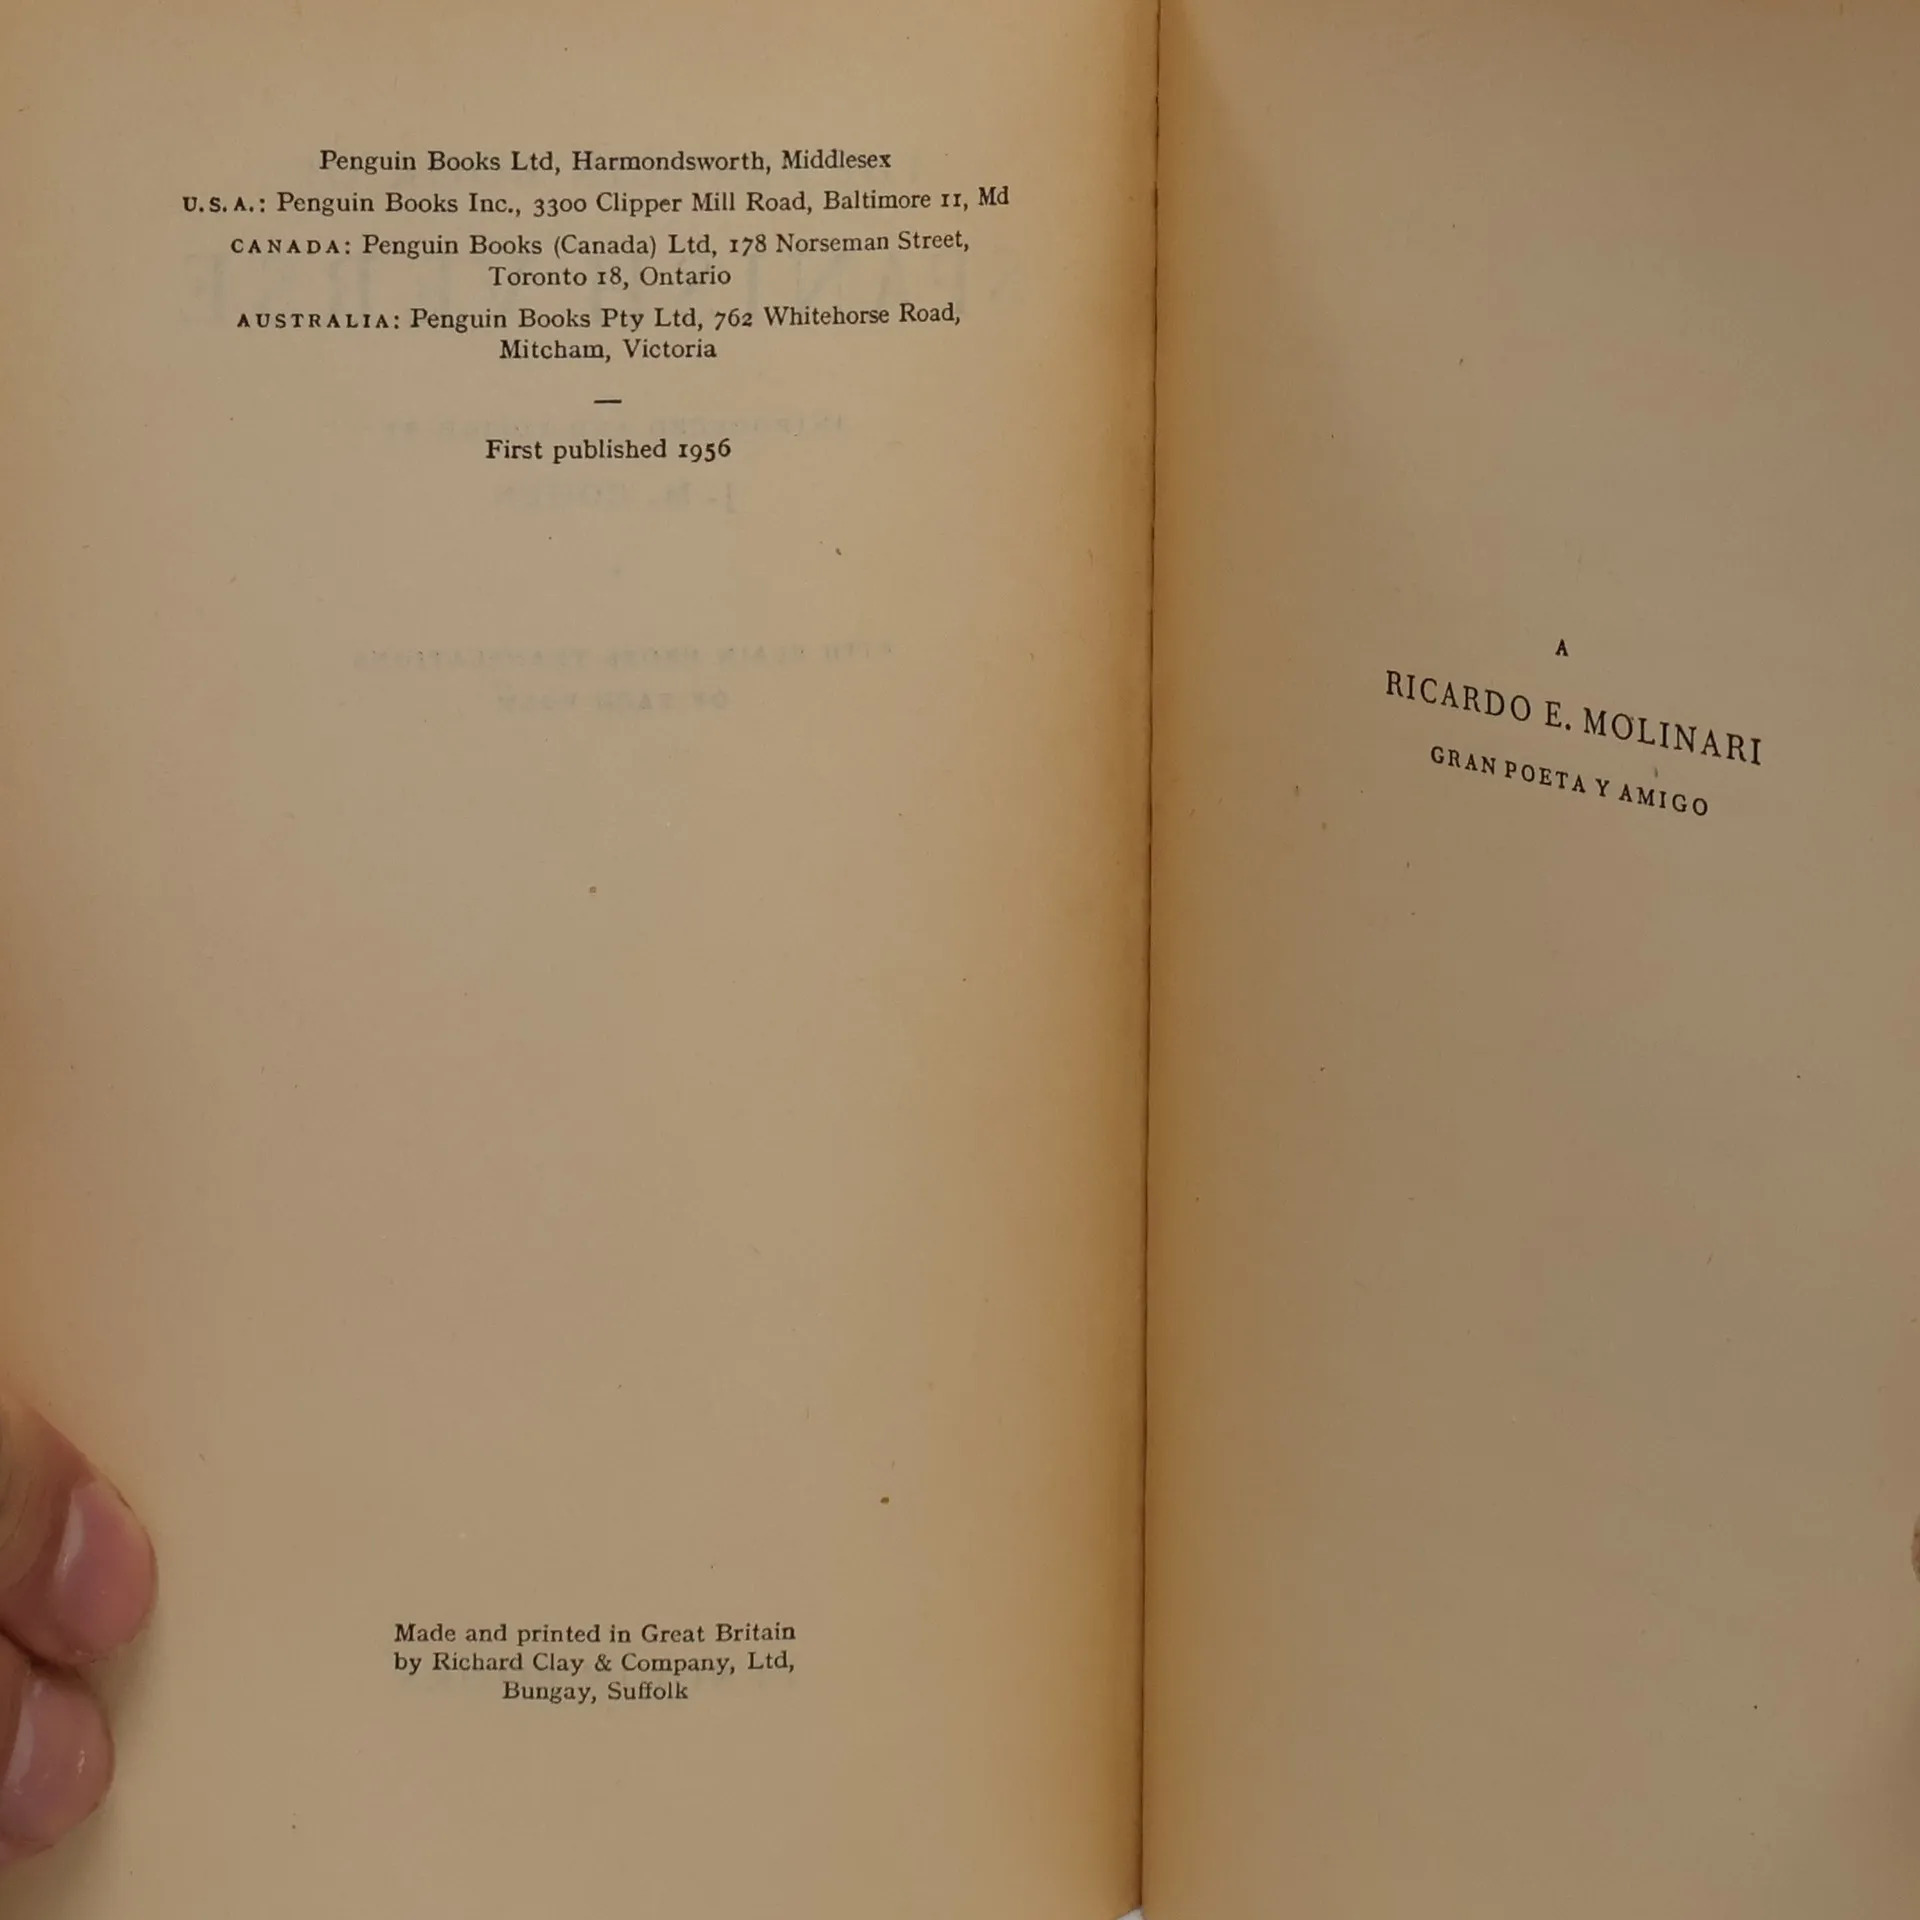 Penguin Books Ltd, Harmondsworth, Middlesex
U.S.A.: Penguin Books Inc., 3300 Clipper Mill Road, Baltimore 11, Md
CANADA: Penguin Books (Canada) Ltd, 178 Norseman Street,
Toronto 18, Ontario
AUSTRALIA: Penguin Books Pty Ltd, 762 Whitehorse Road,
Mitcham, Victoria
—
First published 1956
Made and printed in Great Britain
by Richard Clay & Company, Ltd,
Bungay, Suffolk
A
RICARDO E. MOLINARI
GRAN POETA Y AMIGO